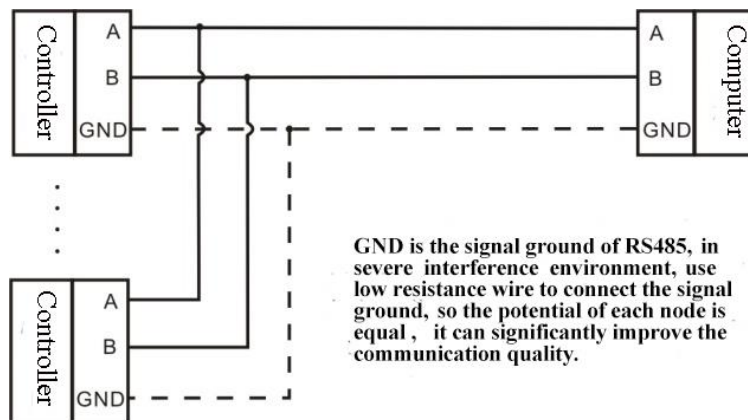 Controller
A
B
GND
A
B
GND
Computer
Controller
A
B
GND
GND is the signal ground of RS485, in
severe interference environment, use
low resistance wire to connect the signal
ground, so the potential of each node is
equal , it can significantly improve the
communication quality.